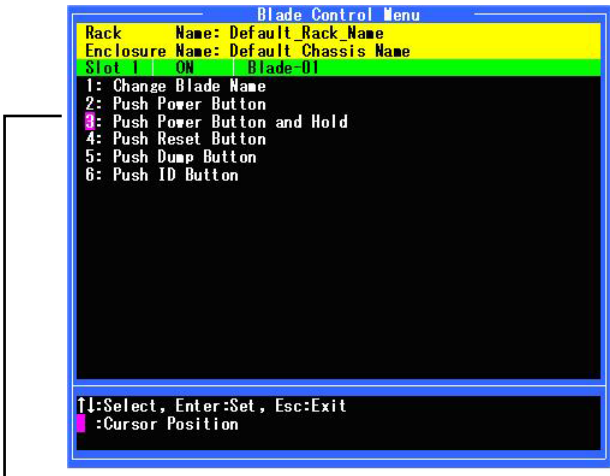 Blade Control Menu
Rack Name: Default_Rack_Name
Enclosure Name: Default Chassis Name
Slot 1 ON Blade-01
1: Change Blade Name
2: Push Power Button
3: Push Power Button and Hold
4: Push Reset Button
5: Push Dump Button
6: Push ID Button
↑↓:Select, Enter:Set, Esc:Exit
:Cursor Position